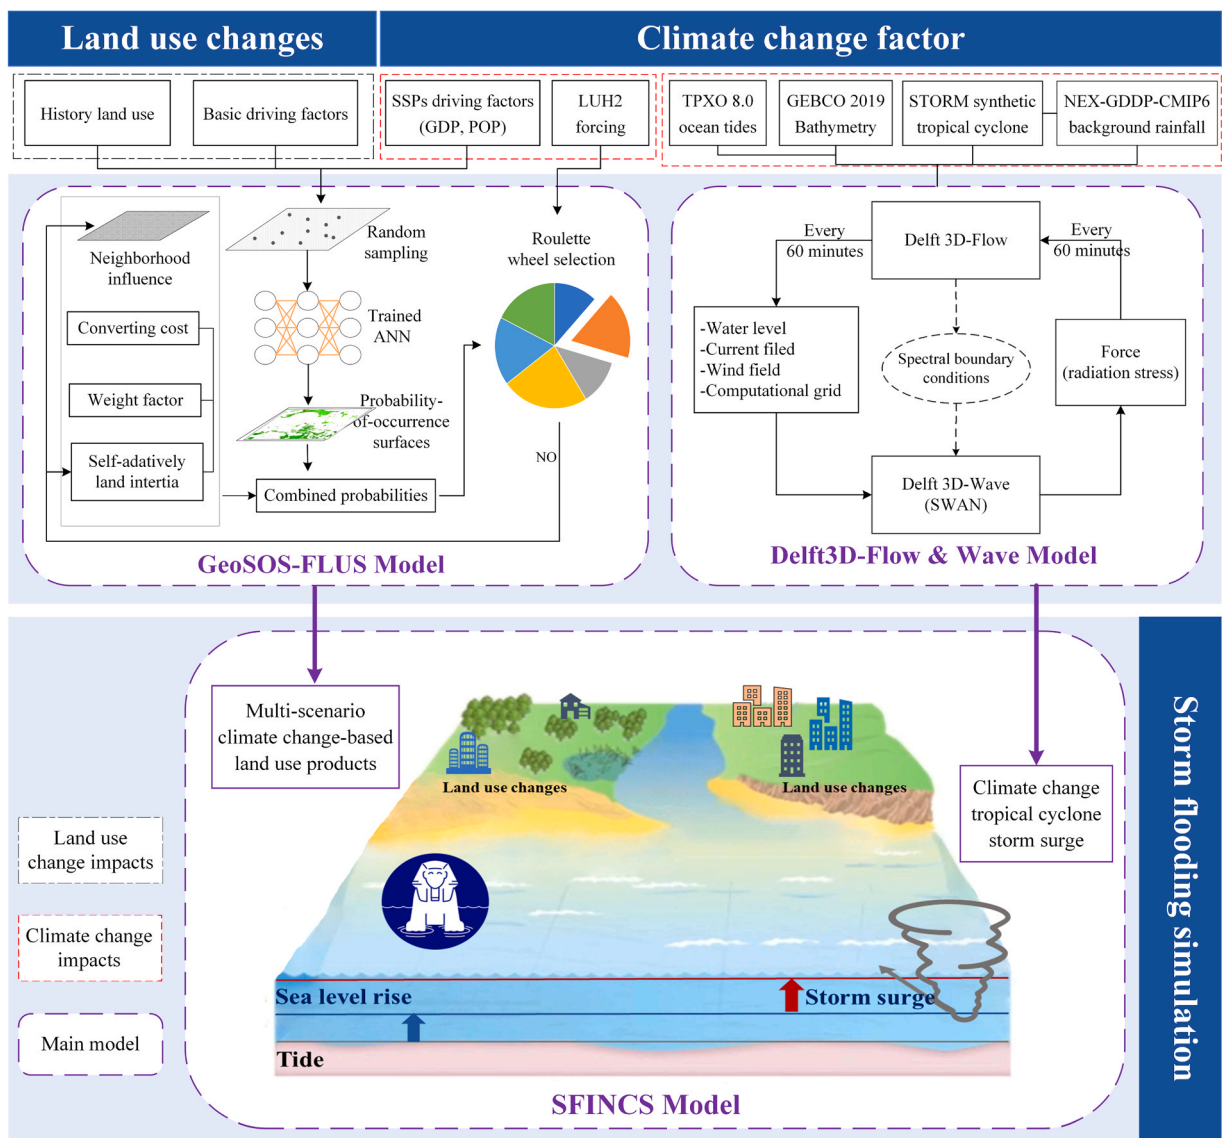 Land use changes
Climate change factor
History land use
Basic driving factors
SSPs driving factors
(GDP, POP)
LUH2
forcing
TPXO 8.0
ocean tides
GEBCO 2019
Bathymetry
STORM synthetic
tropical cyclone
NEX-GDDP-CMIP6
background rainfall
Neighborhood
influence
Converting cost
Weight factor
Self-adatively
land intertia
Random
sampling
Trained
ANN
Probability-
of-occurrence
surfaces
Combined probabilities
Roulette
wheel selection
NO
GeoSOS-FLUS Model
Every
60 minutes
Delft 3D-Flow
Every
60 minutes
-Water level
-Current filed
-Wind field
-Computational grid
Spectral boundary
conditions
Force
(radiation stress)
Delft 3D-Wave
(SWAN)
Delft3D-Flow & Wave Model
Multi-scenario
climate change-based
land use products
Land use changes
Land use changes
Climate change
tropical cyclone
storm surge
Sea level rise
Storm surge
Tide
SFINCS Model
Land use
change impacts
Climate change
impacts
Main model
Storm flooding simulation